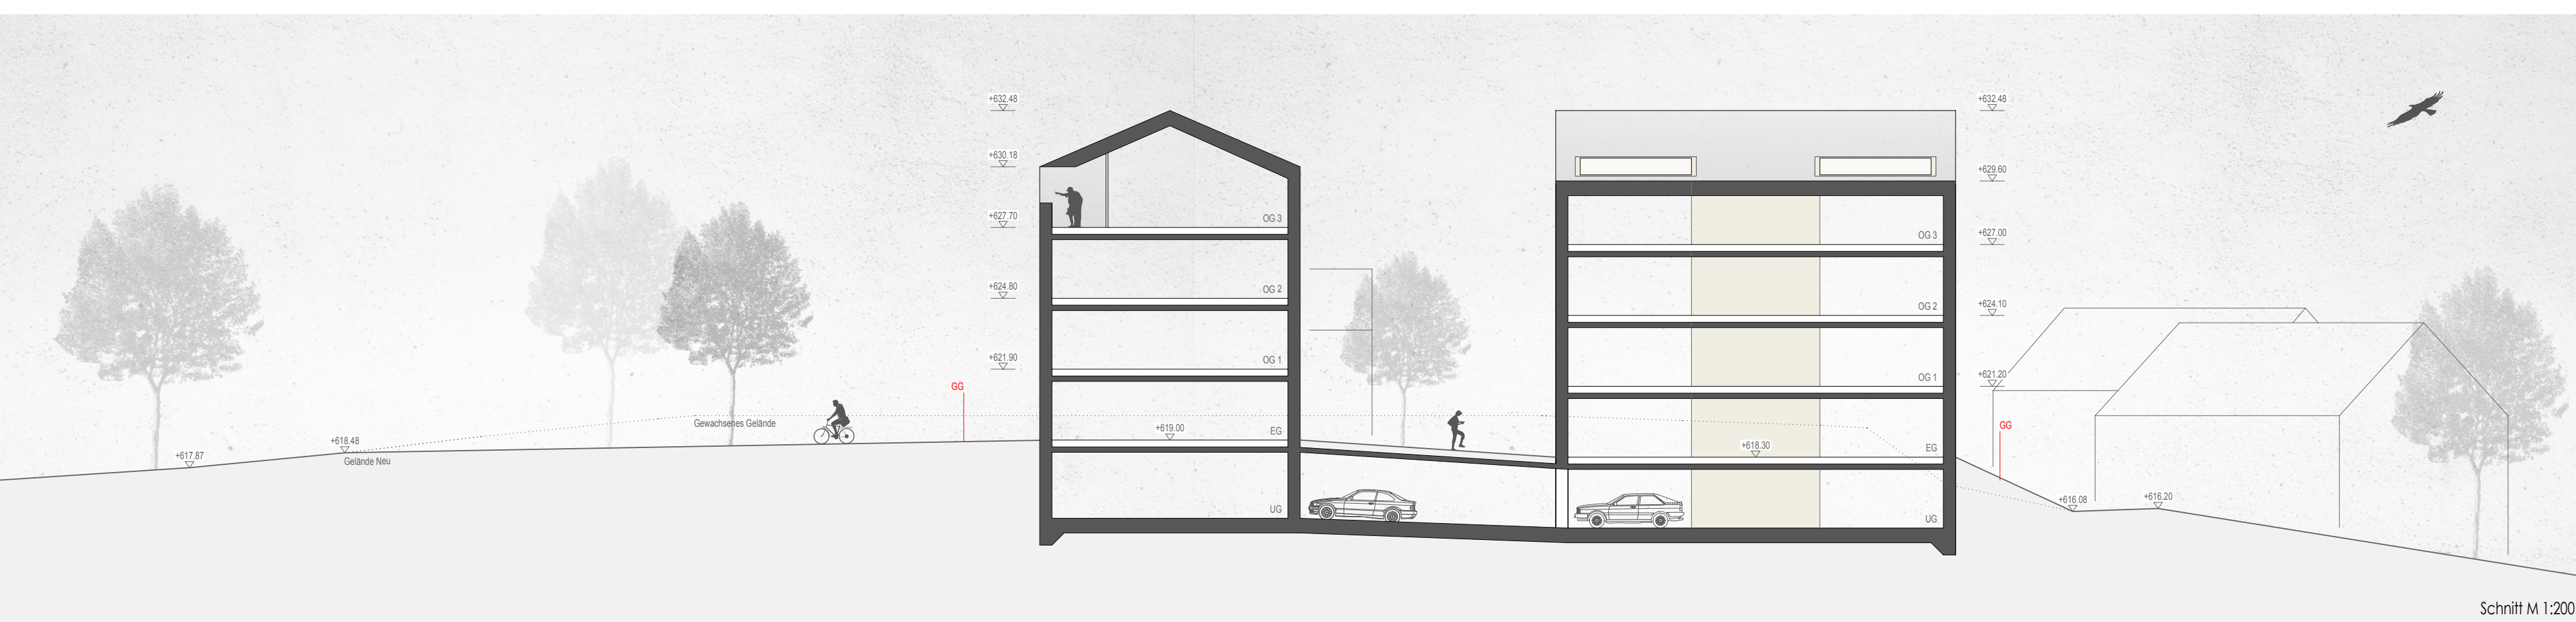 +632.48
+630.18
+627.70
+624.80
+621.90
GG
Gewachsenes Gelände
+618.48
Gelände Neu
+617.87
OG 3
OG 2
OG 1
+619.00
EG
UG
OG 3
OG 2
OG 1
+618.30
EG
UG
+632.48
+629.60
+627.00
+624.10
+621.20
GG
+616.08
+616.20
Schnitt M 1:200